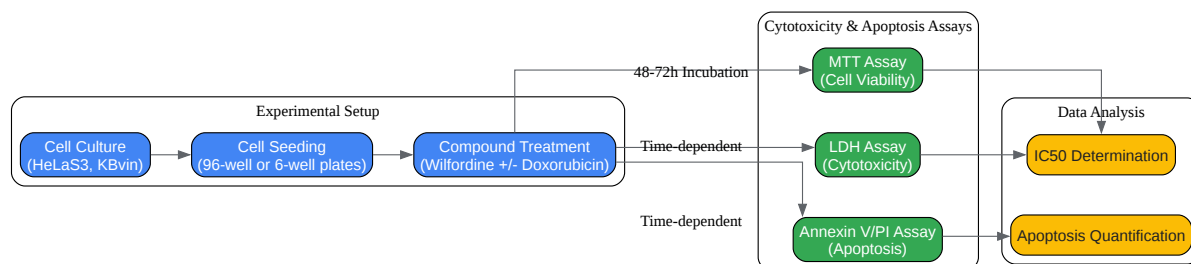 Experimental Setup
Cell Culture
(HeLaS3, KBvin)
Cell Seeding
(96-well or 6-well plates)
Compound Treatment
(Wilfordine +/- Doxorubicin)
48-72h Incubation
Time-dependent
Time-dependent
Cytotoxicity & Apoptosis Assays
MTT Assay
(Cell Viability)
LDH Assay
(Cytotoxicity)
Annexin V/PI Assay
(Apoptosis)
Data Analysis
IC50 Determination
Apoptosis Quantification